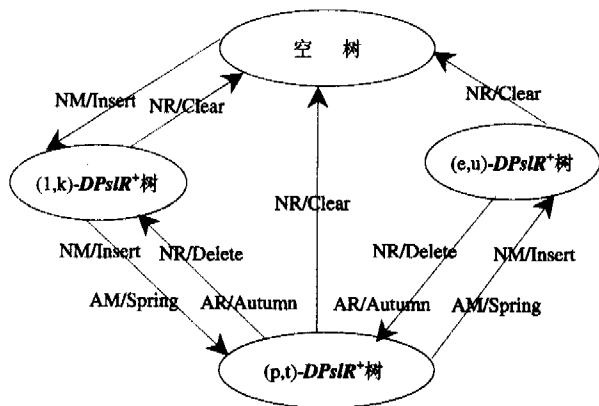 空 树
NM/Insert
NR/Clear
NR/Clear
(1,k)-DPslR+树
(e,u)-DPslR+树
NR/Clear
NM/Insert
NR/Delete
NR/Delete
NM/Insert
AM/Spring
AR/Autumn
AR/Autumn
AM/Spring
(p,t)-DPslR+树